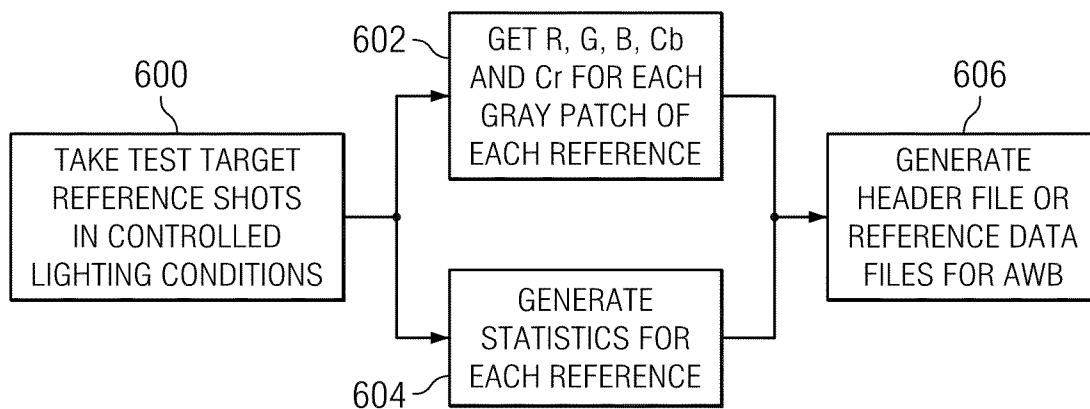 600
TAKE TEST TARGET
REFERENCE SHOTS
IN CONTROLLED
LIGHTING CONDITIONS
602
GET R, G, B, Cb
AND Cr FOR EACH
GRAY PATCH OF
EACH REFERENCE
604
GENERATE
STATISTICS FOR
EACH REFERENCE
606
GENERATE
HEADER FILE OR
REFERENCE DATA
FILES FOR AWB